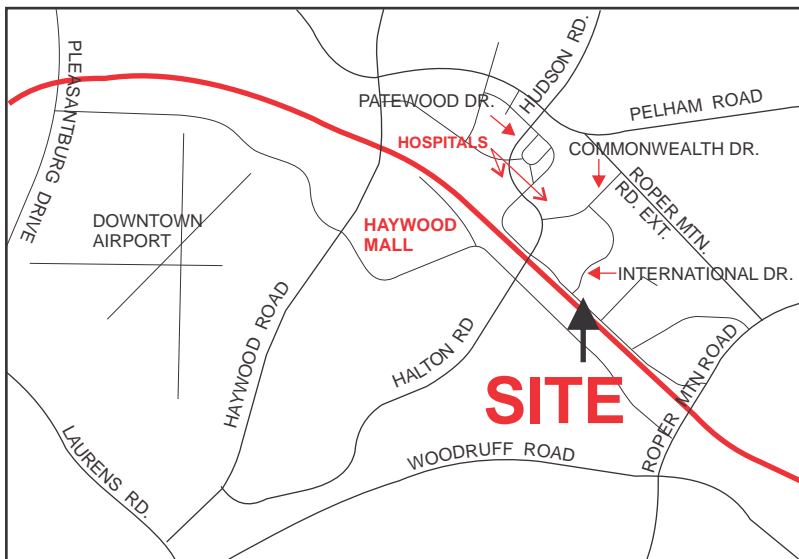 PLEASANTBURG DRIVE
HUDSON RD.
PATEWOOD DR.
PELHAM ROAD
HOSPITALS
COMMONWEALTH DR.
ROPER MTN.
RD. EXT.
DOWNTOWN
AIRPORT
HAYWOOD
MALL
INTERNATIONAL DR.
HAYWOOD ROAD
HALTON RD
SITE
ROPER MTN ROAD
LAURENS RD.
WOODRUFF ROAD